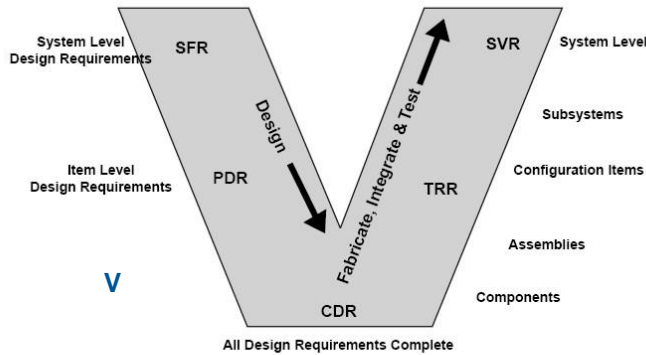 System Level
Design Requirements
SFR
SVR
System Level
Design
Fabricate, Integrate & Test
Subsystems
Item Level
Design Requirements
PDR
TRR
Configuration Items
Assemblies
V
Components
CDR
All Design Requirements Complete